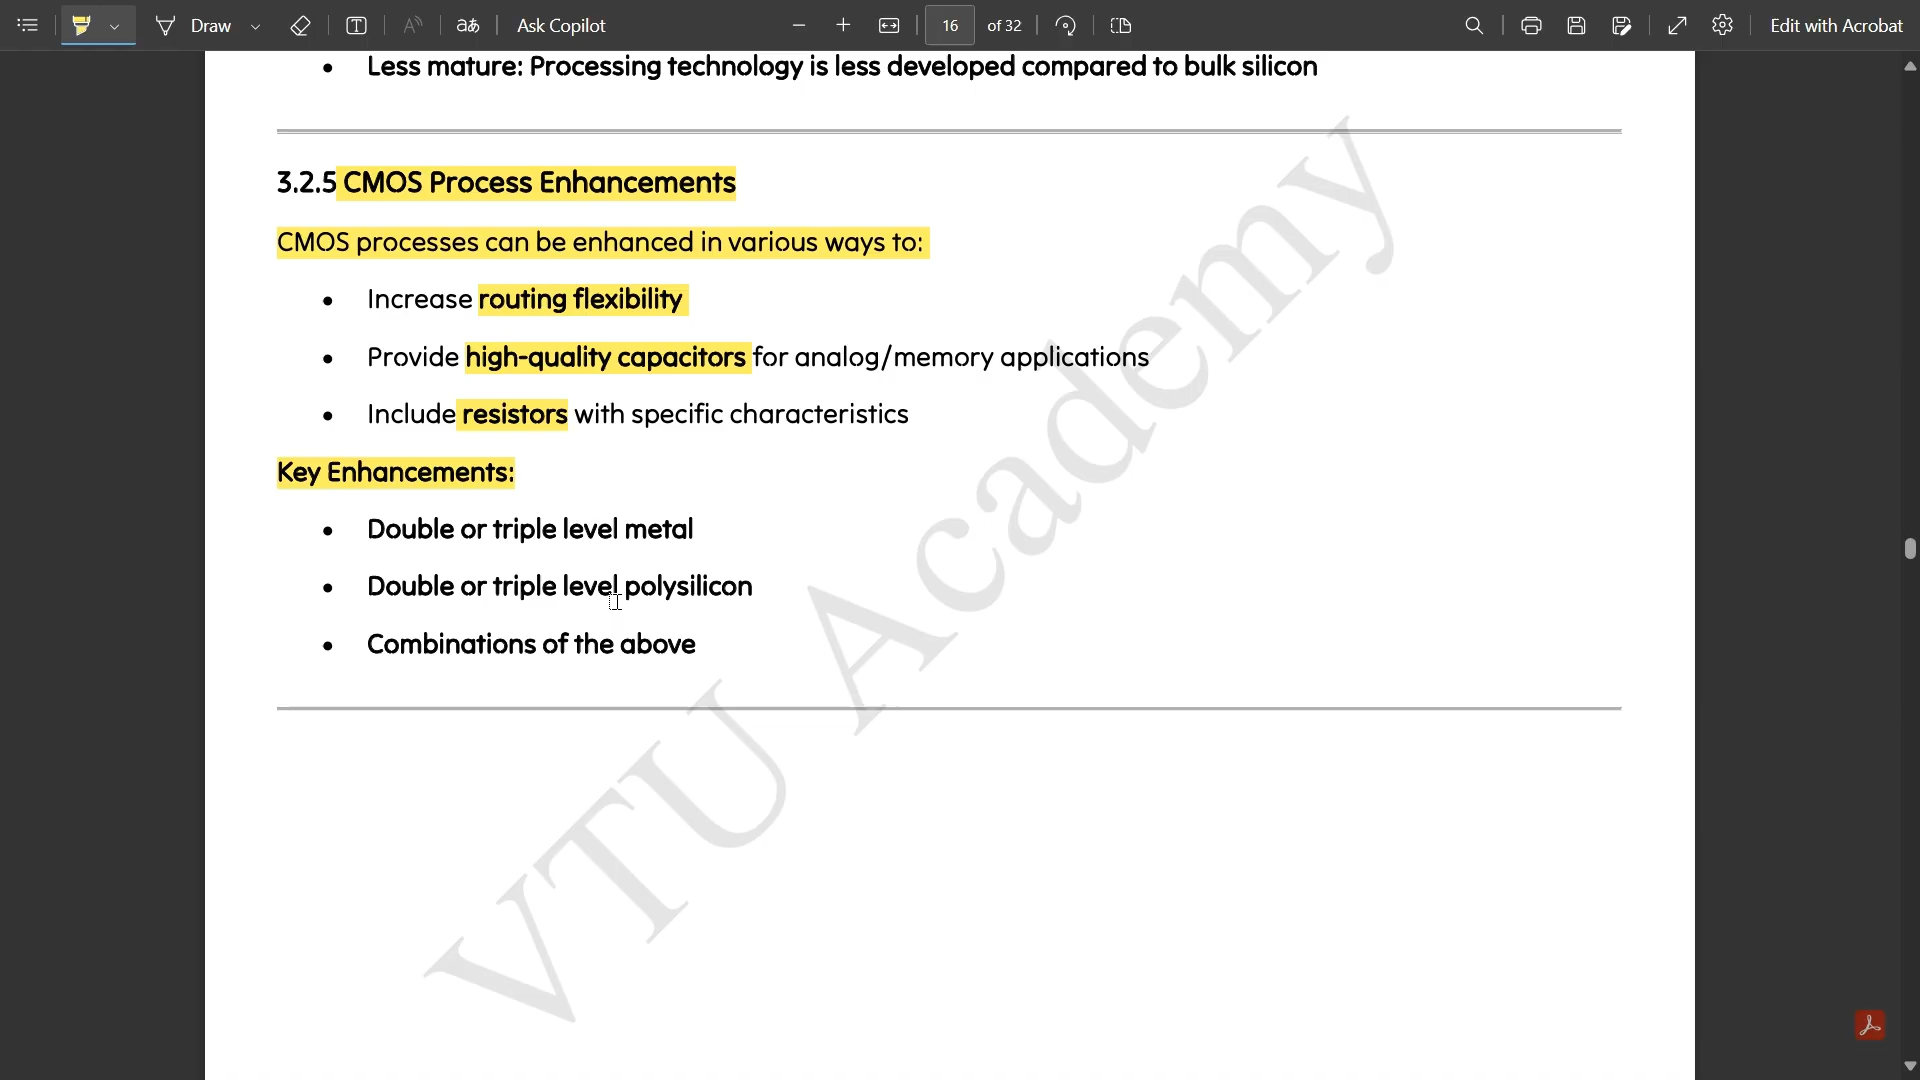 Draw
Ask Copilot
16 of 32
Edit with Acrobat
• Less mature: Processing technology is less developed compared to bulk silicon
3.2.5 CMOS Process Enhancements
CMOS processes can be enhanced in various ways to:
• Increase routing flexibility
• Provide high-quality capacitors for analog/memory applications
• Include resistors with specific characteristics
Key Enhancements:
• Double or triple level metal
• Double or triple level polysilicon
• Combinations of the above
VTU Academy